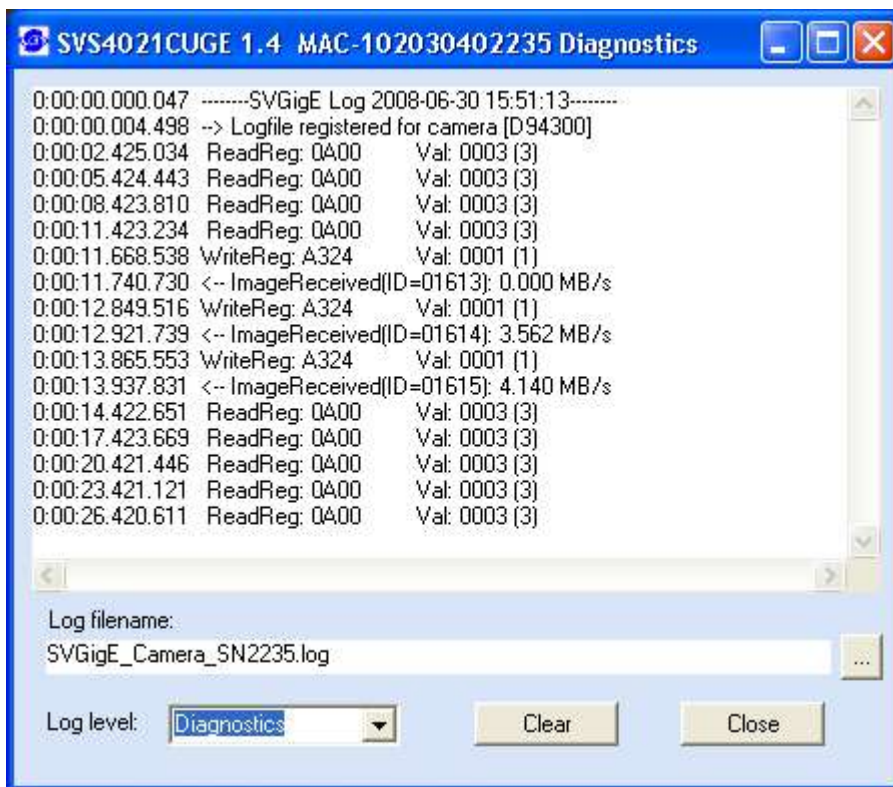 SVS4021CUGE 1.4 MAC-102030402235 Diagnostics
0:00:00.000.047 --------SVGigE Log 2008-06-30 15:51:13--------
0:00:00.004.498 --> Logfile registered for camera [D94300]
0:00:02.425.034 ReadReg: 0A00 Val: 0003 (3)
0:00:05.424.443 ReadReg: 0A00 Val: 0003 (3)
0:00:08.423.810 ReadReg: 0A00 Val: 0003 (3)
0:00:11.423.234 ReadReg: 0A00 Val: 0003 (3)
0:00:11.668.538 WriteReg: A324 Val: 0001 (1)
0:00:11.740.730 <-- ImageReceived(ID=01613): 0.000 MB/s
0:00:12.849.516 WriteReg: A324 Val: 0001 (1)
0:00:12.921.739 <-- ImageReceived(ID=01614): 3.562 MB/s
0:00:13.865.553 WriteReg: A324 Val: 0001 (1)
0:00:13.937.831 <-- ImageReceived(ID=01615): 4.140 MB/s
0:00:14.422.651 ReadReg: 0A00 Val: 0003 (3)
0:00:17.423.669 ReadReg: 0A00 Val: 0003 (3)
0:00:20.421.446 ReadReg: 0A00 Val: 0003 (3)
0:00:23.421.121 ReadReg: 0A00 Val: 0003 (3)
0:00:26.420.611 ReadReg: 0A00 Val: 0003 (3)
Log filename:
SVGigE_Camera_SN2235.log ...
Log level: Diagnostics Clear Close